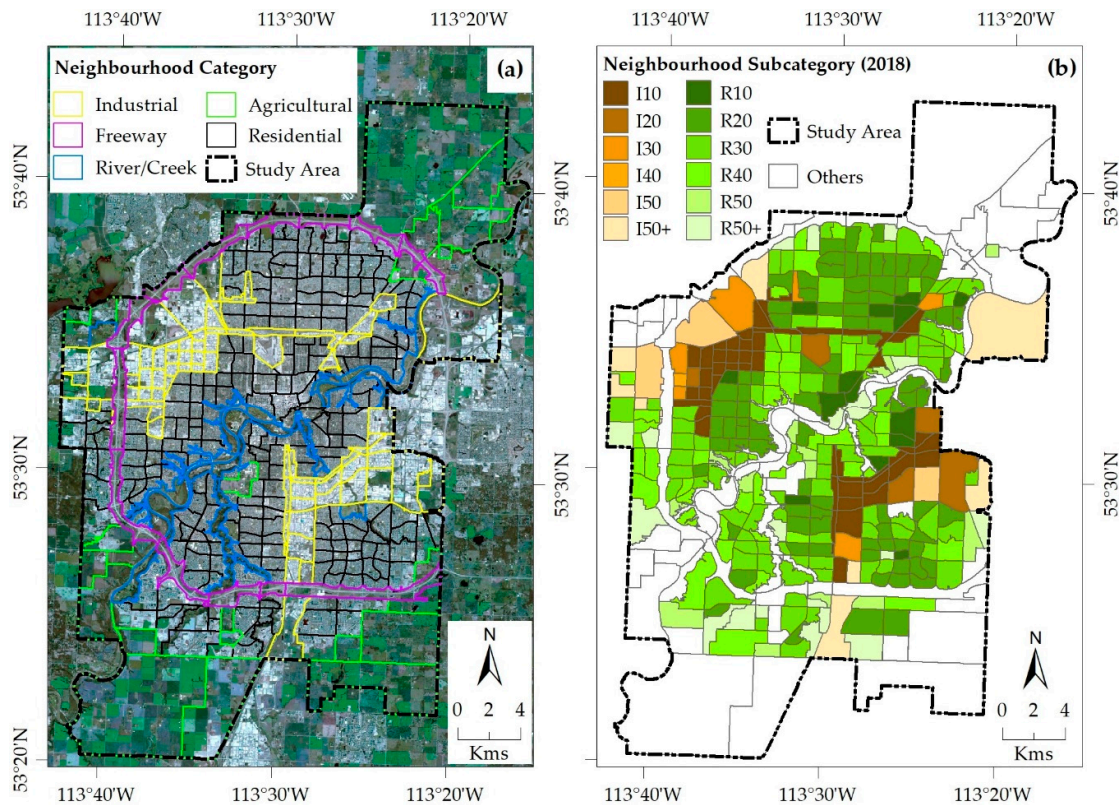 113°40'W 113°30'W 113°20'W
113°40'W 113°30'W 113°20'W
(a)
Neighbourhood Category
Industrial Agricultural
Freeway Residential
River/Creek Study Area
53°40'N
53°30'N
53°20'N
N
0 2 4
Kms
113°40'W 113°30'W 113°20'W
(b)
Neighbourhood Subcategory (2018)
I10 R10
I20 R20 Study Area
I30 R30
I40 R40 Others
I50 R50
I50+ R50+
53°40'N
53°30'N
N
0 2 4
Kms
113°40'W 113°30'W 113°20'W